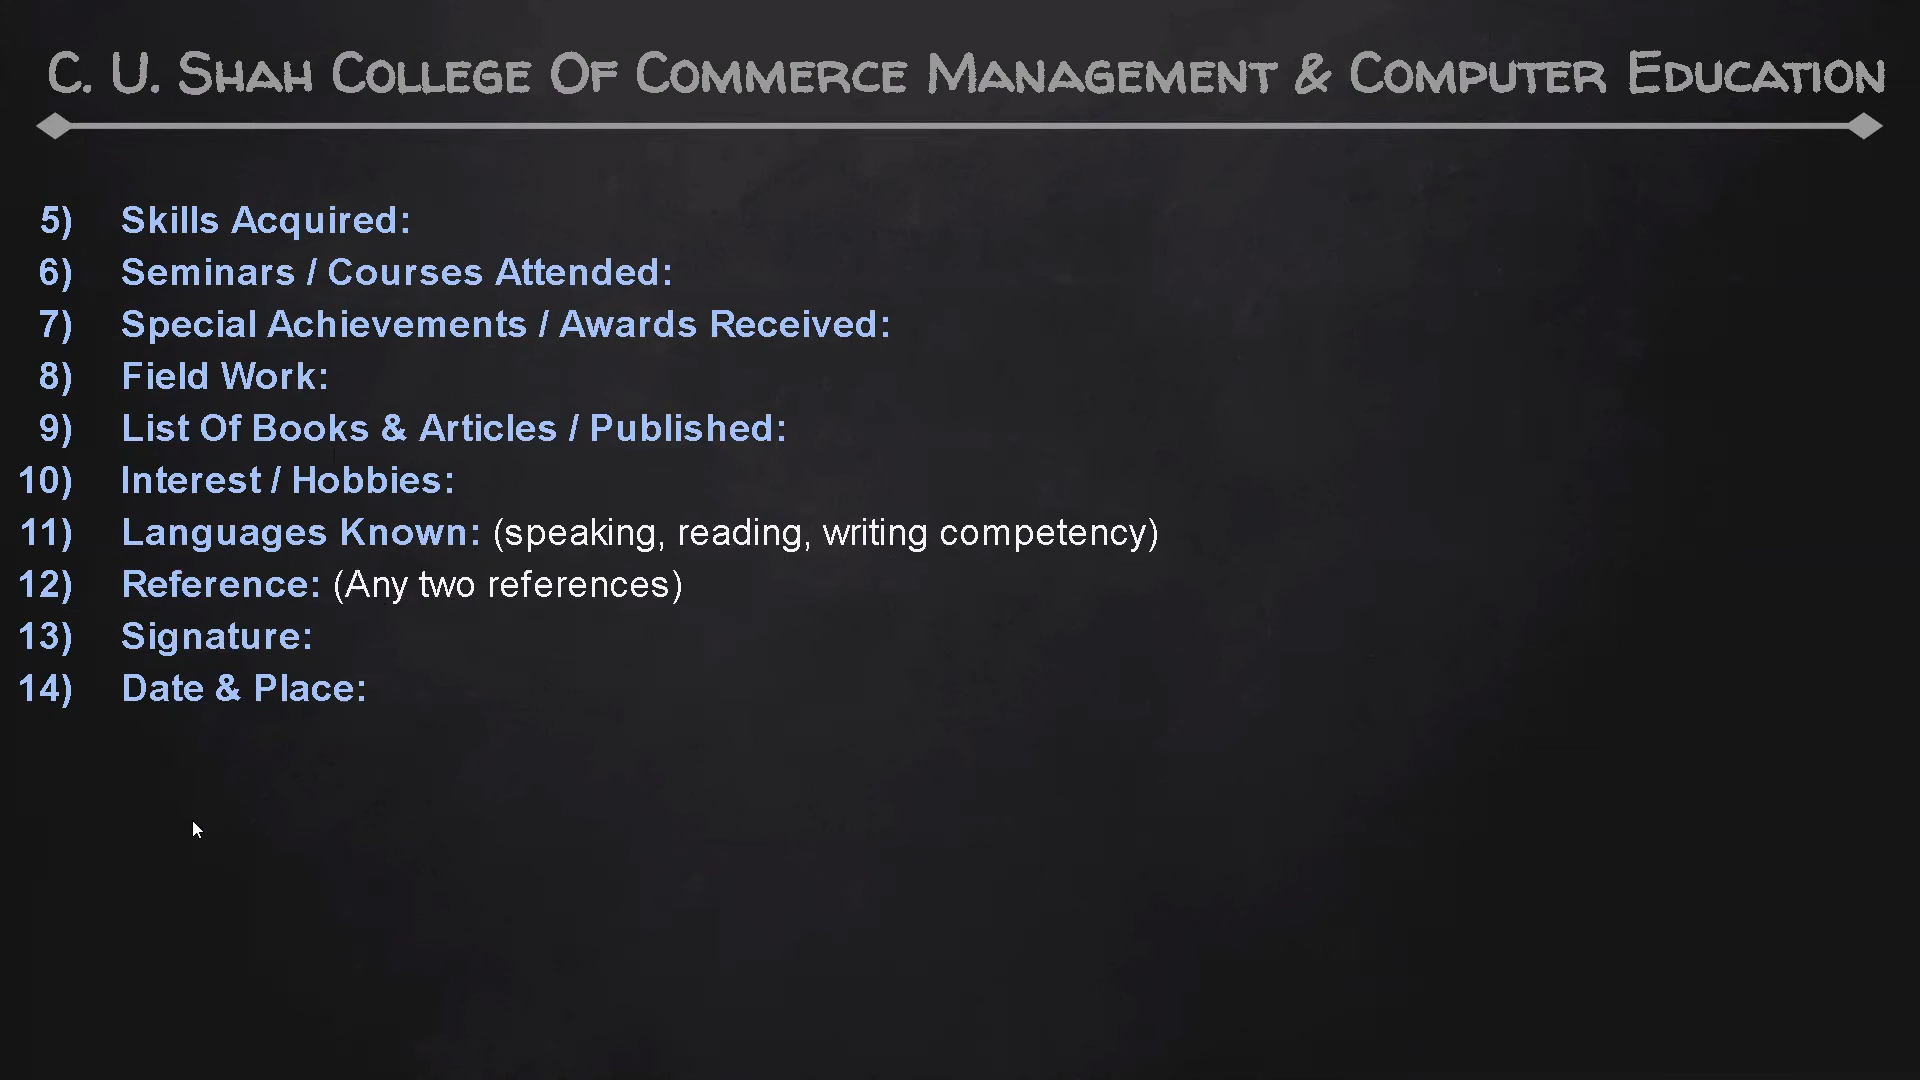 C. U. Shah College Of Commerce Management & Computer Education
5) Skills Acquired:
6) Seminars / Courses Attended:
7) Special Achievements / Awards Received:
8) Field Work:
9) List Of Books & Articles / Published:
10) Interest / Hobbies:
11) Languages Known: (speaking, reading, writing competency)
12) Reference: (Any two references)
13) Signature:
14) Date & Place: